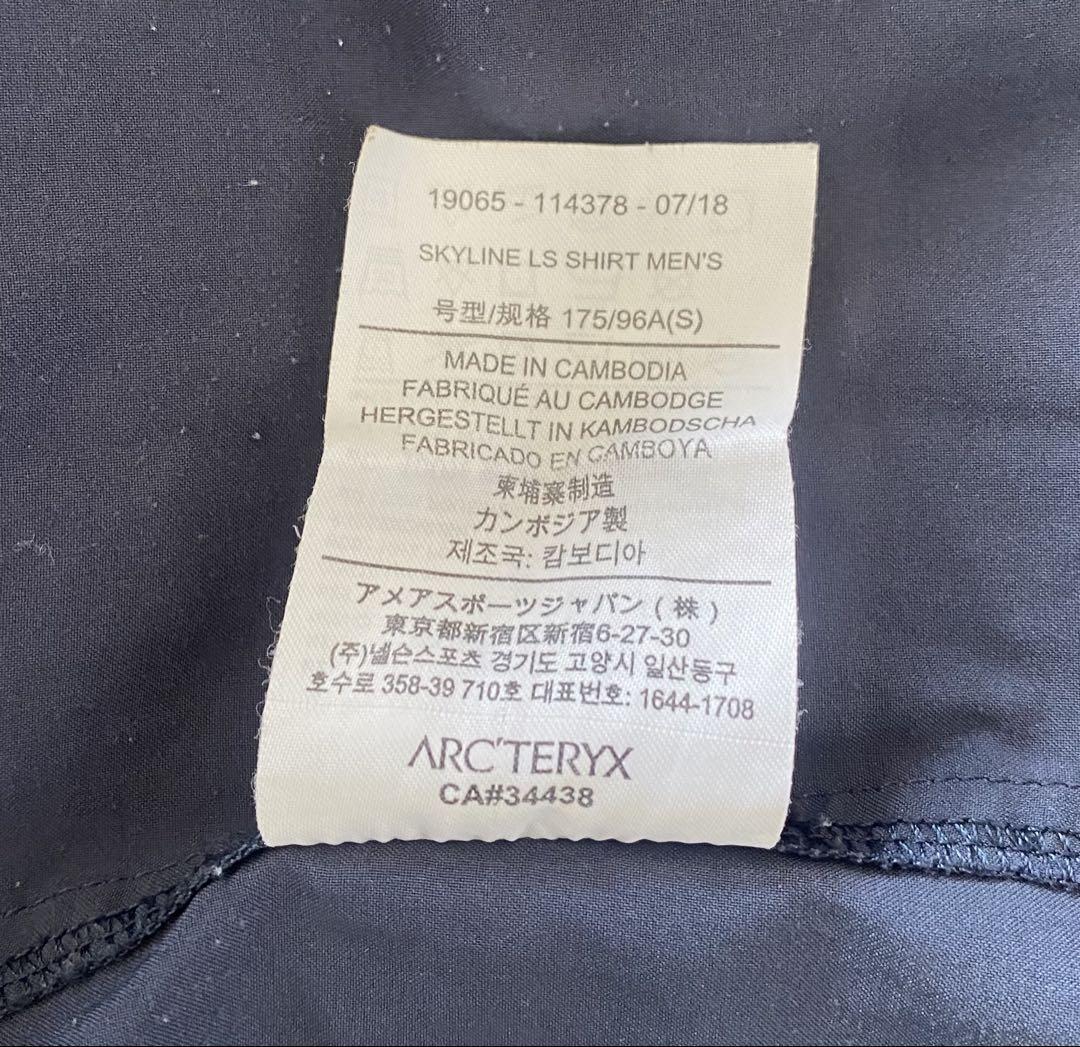 19065 - 114378 - 07/18
SKYLINE LS SHIRT MEN'S
号型/规格 175/96A(S)
MADE IN CAMBODIA
FABRIQUÉ AU CAMBODGE
HERGESTELLT IN KAMBODSCHA
FABRICADO EN CAMBOYA
柬埔寨制造
カンボジア製
제조국: 캄보디아
アメアスポーツジャパン(株)
東京都新宿区新宿6-27-30
(주)넬슨스포츠 경기도 고양시 일산동구
호수로 358-39 710호 대표번호: 1644-1708
ARC'TERYX
CA#34438